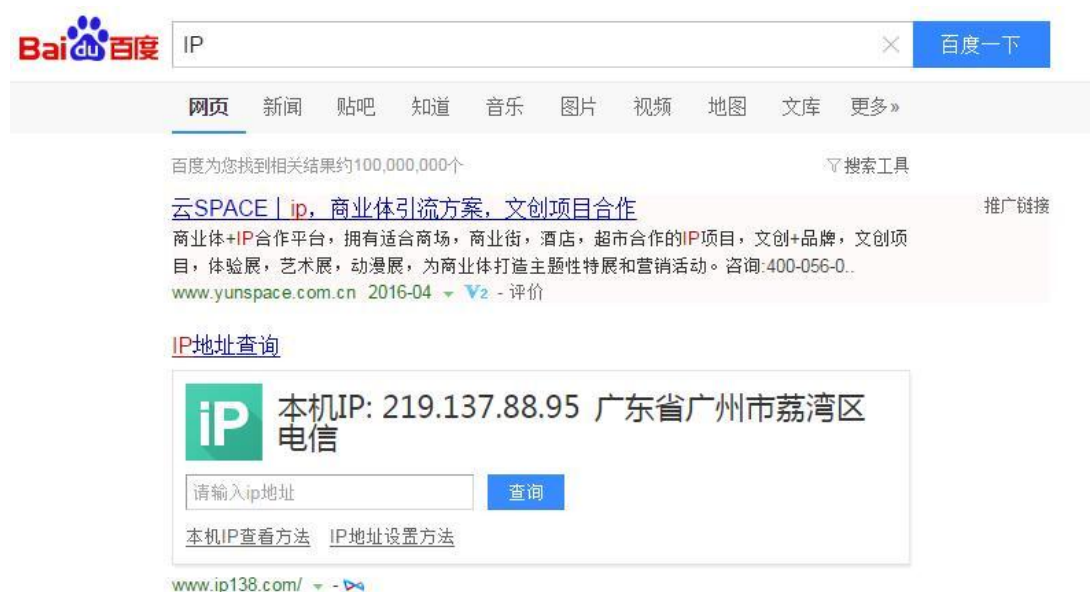 Bai du 百度
IP
百度一下
网页 新闻 贴吧 知道 音乐 图片 视频 地图 文库 更多»
百度为您找到相关结果约100,000,000个
搜索工具
云SPACE | ip，商业体引流方案，文创项目合作
推广链接
商业体+IP合作平台，拥有适合商场，商业街，酒店，超市合作的IP项目，文创+品牌，文创项
目，体验展，艺术展，动漫展，为商业体打造主题性特展和营销活动。咨询:400-056-0..
www.yunspace.com.cn 2016-04 V2 - 评价
IP地址查询
iP
本机IP: 219.137.88.95 广东省广州市荔湾区
电信
请输入ip地址
查询
本机IP查看方法 IP地址设置方法
www.ip138.com/ -